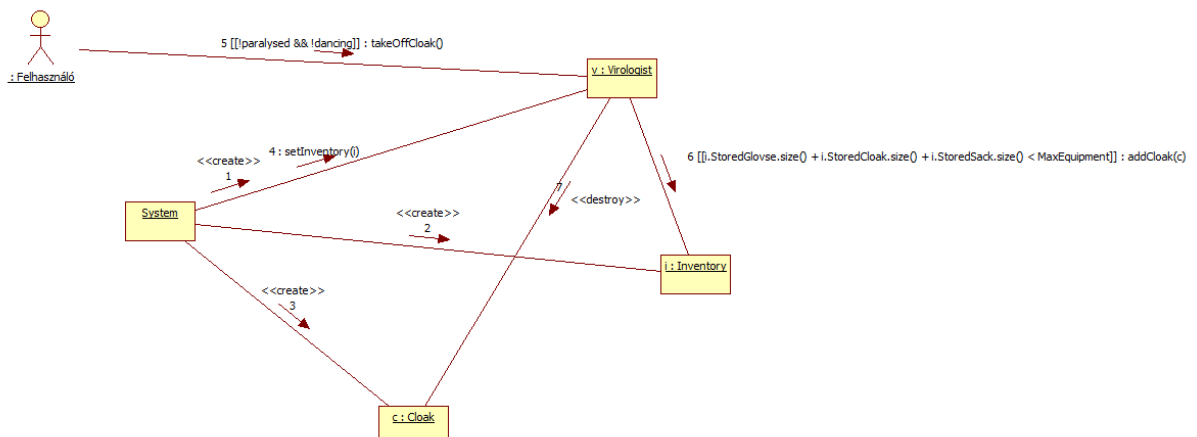 5 [[!paralysed && !dancing]] : takeOffCloak()
: Felhasználó
v : Virologist
4 : setInventory(i)
<<create>>
1
6 [[i.StoredGlovse.size() + i.StoredCloak.size() + i.StoredSack.size() < MaxEquipment]] : addCloak(c)
7
<<destroy>>
System
<<create>>
2
i : Inventory
<<create>>
3
c : Cloak